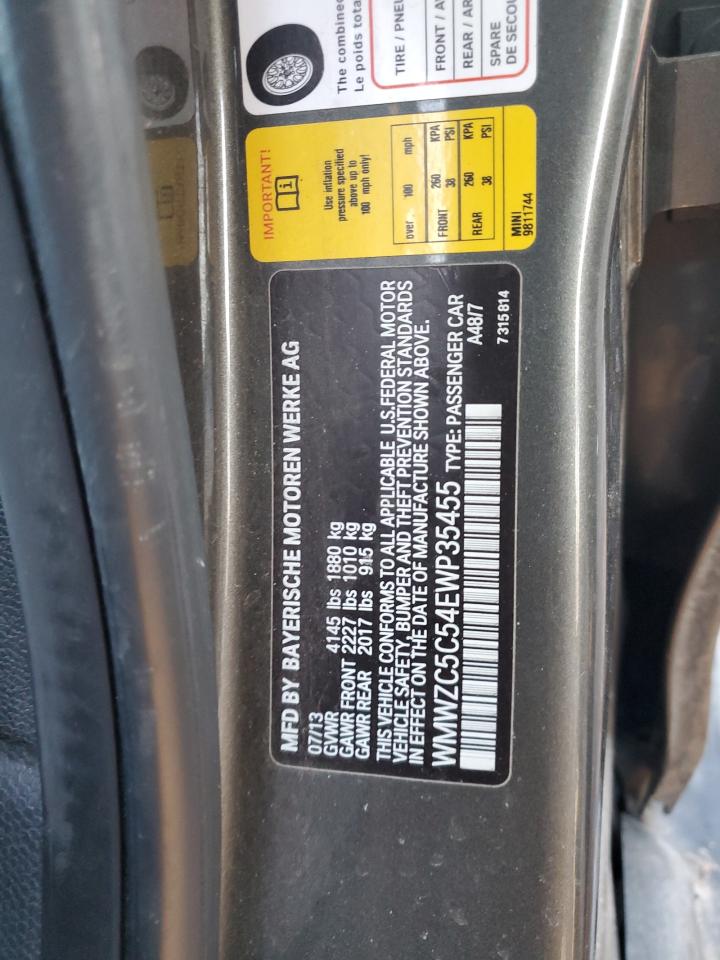 The combined
Le poids tota
TIRE / PNEU
FRONT / AV
REAR / AR
SPARE
DE SECOU
IMPORTANT!
Use inflation
pressure specified
above up to
100 mph only!
over 100 mph
FRONT 260 KPA
38 PSI
REAR 260 KPA
38 PSI
MINI
9811744
MFD BY BAYERISCHE MOTOREN WERKE AG
07/13
GVWR 4145 lbs 1880 kg
GAWR FRONT 2227 lbs 1010 kg
GAWR REAR 2017 lbs 915 kg
THIS VEHICLE CONFORMS TO ALL APPLICABLE U.S.FEDERAL MOTOR
VEHICLE SAFETY, BUMPER AND THEFT PREVENTION STANDARDS
IN EFFECT ON THE DATE OF MANUFACTURE SHOWN ABOVE.
WMWZC5C54EWP35455 TYPE: PASSENGER CAR
A48/7
7315814